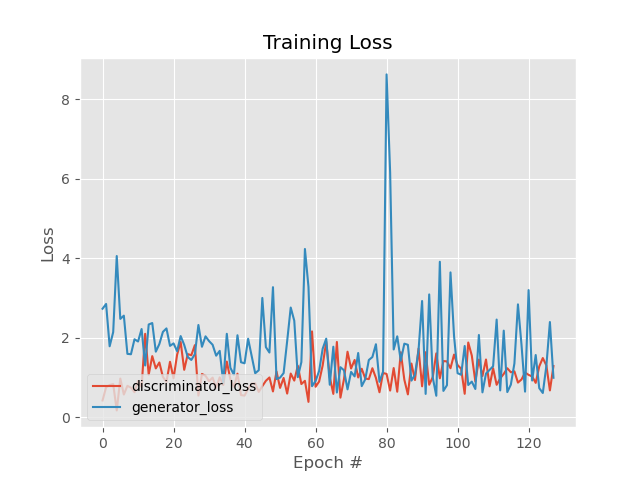 Training Loss
Loss
8
6
4
2
0
discriminator_loss
generator_loss
0 20 40 60 80 100 120
Epoch #